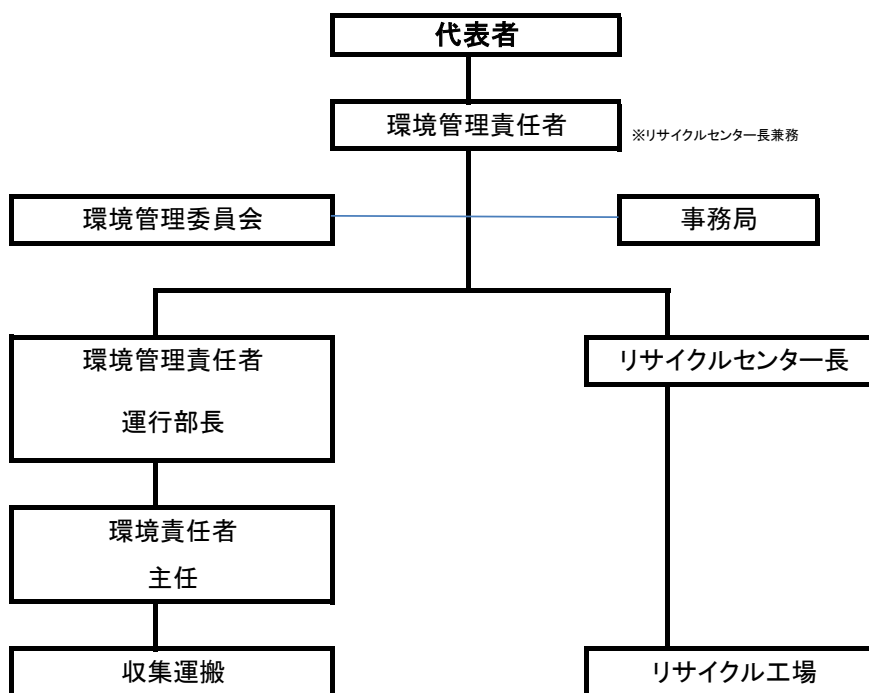 代表者
環境管理責任者
※リサイクルセンター長兼務
環境管理委員会
事務局
環境管理責任者
運行部長
リサイクルセンター長
環境責任者
主任
収集運搬
リサイクル工場